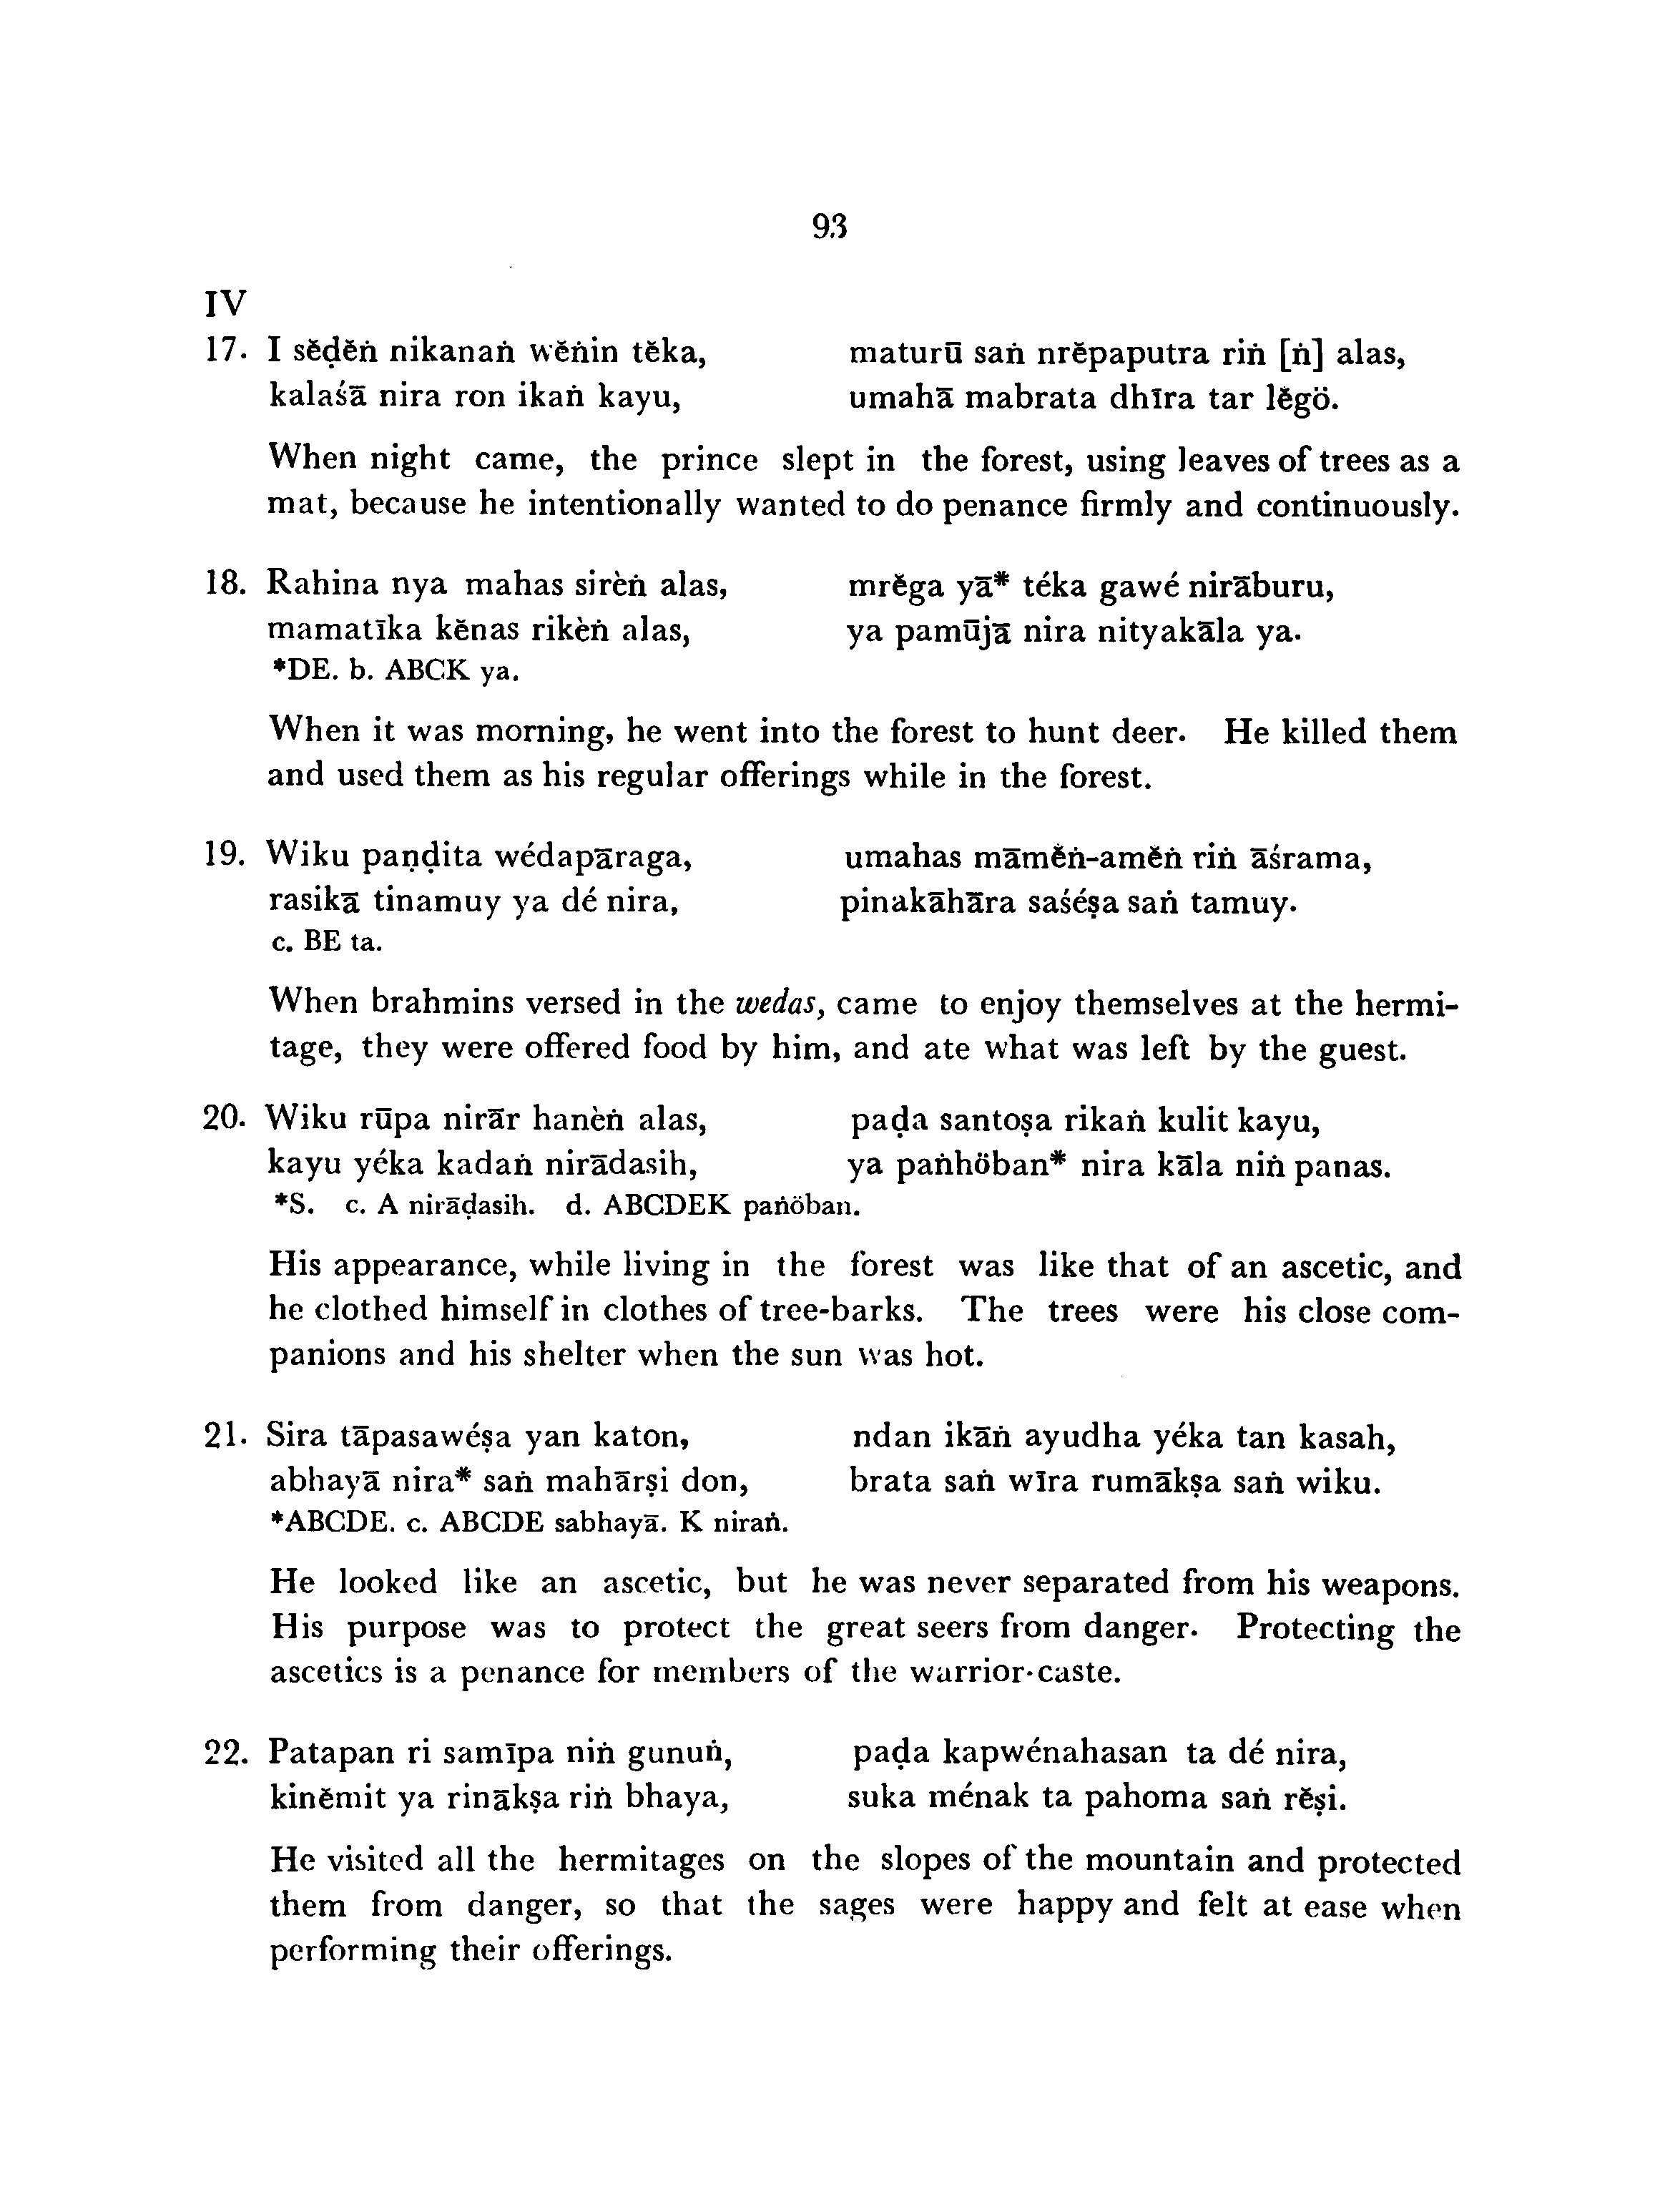 93
IV
17. I sĕḍĕṅ nikanaṅ wĕṅin tĕka, maturū saṅ nrĕpaputra riṅ [ṅ] alas,
kalaśā nira ron ikaṅ kayu, umahā mabrata dhīra tar lĕgö.
When night came, the prince slept in the forest, using leaves of trees as a
mat, because he intentionally wanted to do penance firmly and continuously.
18. Rahina nya mahas sirèṅ alas, mrĕga yā* téka gawé nirāburu,
mamatīka kĕnas rikèṅ alas, ya pamūjā nira nityakāla ya.
*DE. b. ABCK ya.
When it was morning, he went into the forest to hunt deer. He killed them
and used them as his regular offerings while in the forest.
19. Wiku paṇḍita wédapāraga, umahas māmĕṅ-amĕṅ riṅ āśrama,
rasikā tinamuy ya dé nira, pinakāhāra saśéṣa saṅ tamuy.
c. BE ta.
When brahmins versed in the wedas, came to enjoy themselves at the hermi-
tage, they were offered food by him, and ate what was left by the guest.
20. Wiku rūpa nirār hanèṅ alas, paḍa santoṣa rikaṅ kulit kayu,
kayu yéka kadaṅ nirādasih, ya paṅhöban* nira kāla niṅ panas.
*S. c. A nirāḍasih. d. ABCDEK paṅöban.
His appearance, while living in the forest was like that of an ascetic, and
he clothed himself in clothes of tree-barks. The trees were his close com-
panions and his shelter when the sun was hot.
21. Sira tāpasawéṣa yan katon, ndan ikāṅ ayudha yéka tan kasah,
abhayā nira* saṅ mahārṣi don, brata saṅ wīra rumākṣa saṅ wiku.
*ABCDE. c. ABCDE sabhayā. K niraṅ.
He looked like an ascetic, but he was never separated from his weapons.
His purpose was to protect the great seers from danger. Protecting the
ascetics is a penance for members of the warrior-caste.
22. Patapan ri samīpa niṅ gunuṅ, paḍa kapwénahasan ta dé nira,
kinĕmit ya rinākṣa riṅ bhaya, suka ménak ta pahoma saṅ rĕṣi.
He visited all the hermitages on the slopes of the mountain and protected
them from danger, so that the sages were happy and felt at ease when
performing their offerings.